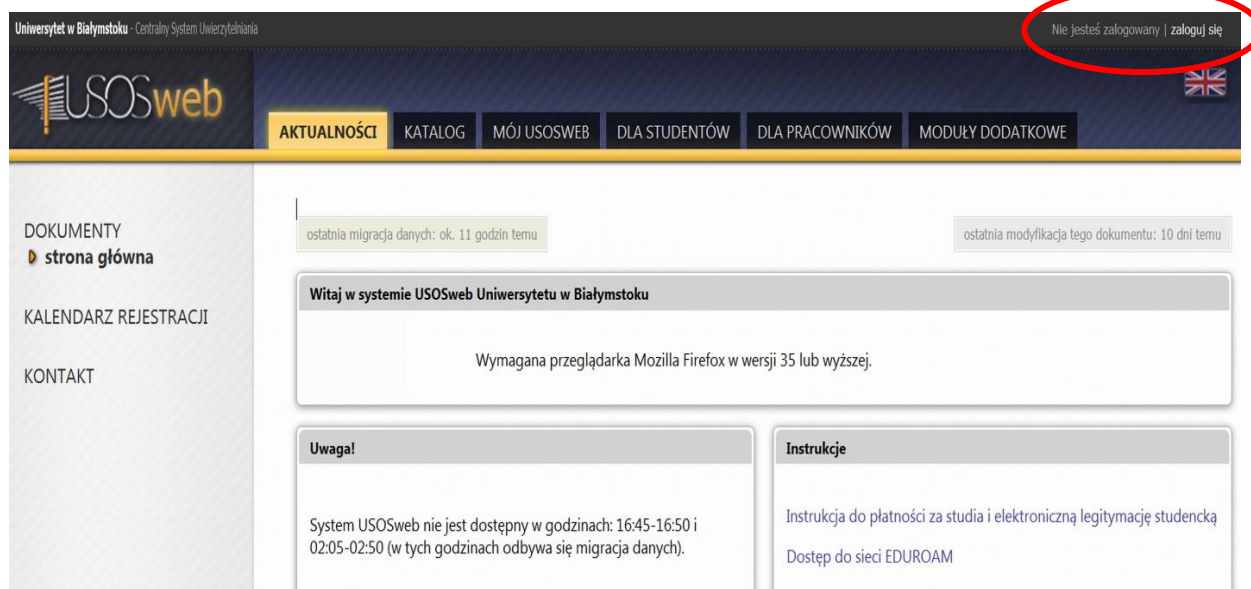 Uniwersytet w Białymstoku - Centralny System Uwierzytelniania
Nie jesteś zalogowany | zaloguj się
USOSweb
AKTUALNOŚCI KATALOG MÓJ USOSWEB DLA STUDENTÓW DLA PRACOWNIKÓW MODUŁY DODATKOWE
DOKUMENTY
strona główna
KALENDARZ REJESTRACJI
KONTAKT
ostatnia migracja danych: ok. 11 godzin temu
ostatnia modyfikacja tego dokumentu: 10 dni temu
Witaj w systemie USOSweb Uniwersytetu w Białymstoku
Wymagana przeglądarka Mozilla Firefox w wersji 35 lub wyższej.
Uwaga!
System USOSweb nie jest dostępny w godzinach: 16:45-16:50 i
02:05-02:50 (w tych godzinach odbywa się migracja danych).
Instrukcje
Instrukcja do płatności za studia i elektroniczną legitymację studencką
Dostęp do sieci EDUROAM